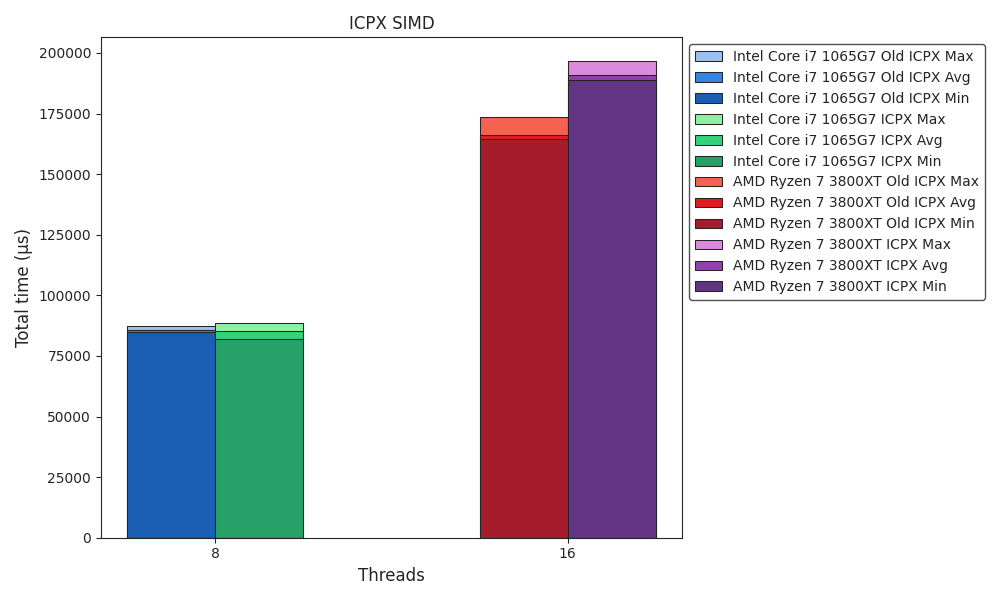 ICPX SIMD
Total time (µs)
200000
175000
150000
125000
100000
75000
50000
25000
0
8
16
Threads
Intel Core i7 1065G7 Old ICPX Max
Intel Core i7 1065G7 Old ICPX Avg
Intel Core i7 1065G7 Old ICPX Min
Intel Core i7 1065G7 ICPX Max
Intel Core i7 1065G7 ICPX Avg
Intel Core i7 1065G7 ICPX Min
AMD Ryzen 7 3800XT Old ICPX Max
AMD Ryzen 7 3800XT Old ICPX Avg
AMD Ryzen 7 3800XT Old ICPX Min
AMD Ryzen 7 3800XT ICPX Max
AMD Ryzen 7 3800XT ICPX Avg
AMD Ryzen 7 3800XT ICPX Min